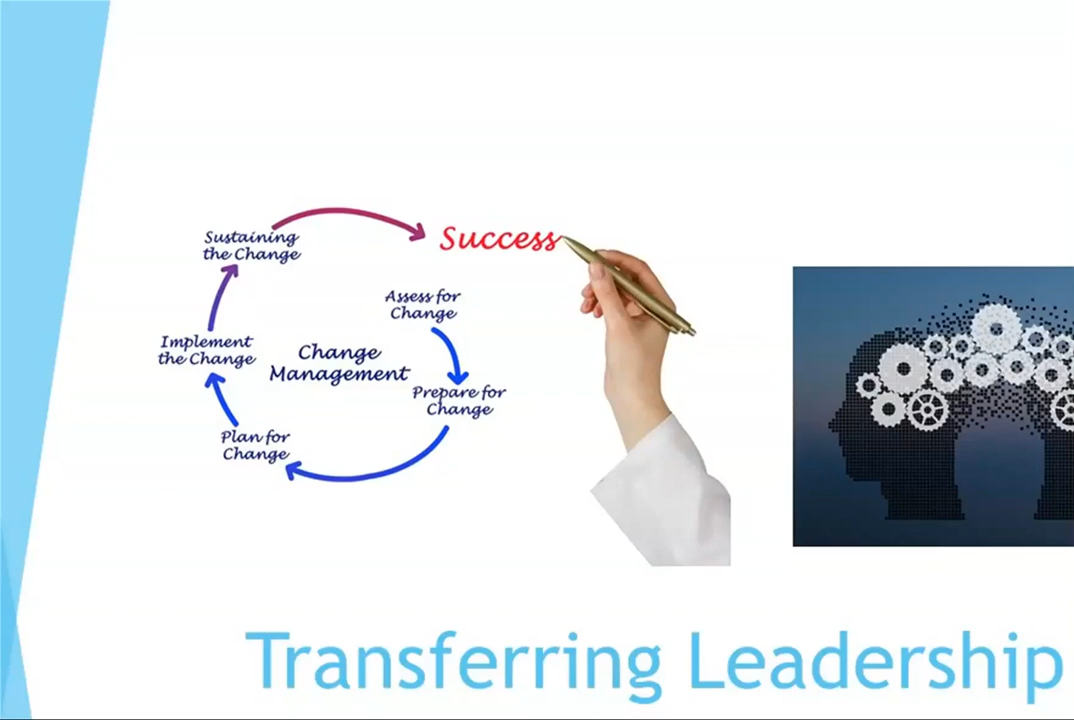 Success
Sustaining
the Change
Assess for
Change
Implement
the Change
Change
Management
Prepare for
Change
Plan for
Change
Transferring Leadership